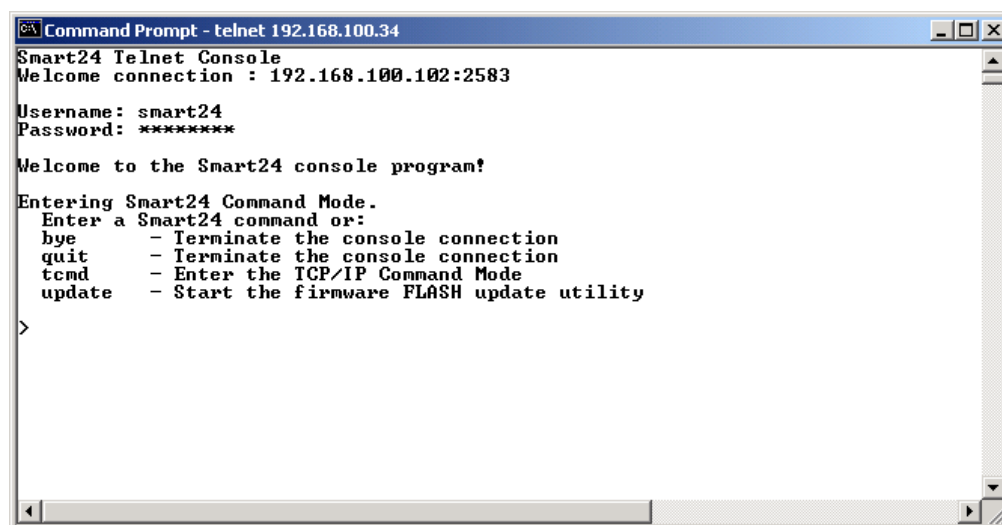 Command Prompt - telnet 192.168.100.34
Smart24 Telnet Console
Welcome connection : 192.168.100.102:2583
Username: smart24
Password: ********
Welcome to the Smart24 console program!
Entering Smart24 Command Mode.
Enter a Smart24 command or:
bye - Terminate the console connection
quit - Terminate the console connection
tcmd - Enter the TCP/IP Command Mode
update - Start the firmware FLASH update utility
>